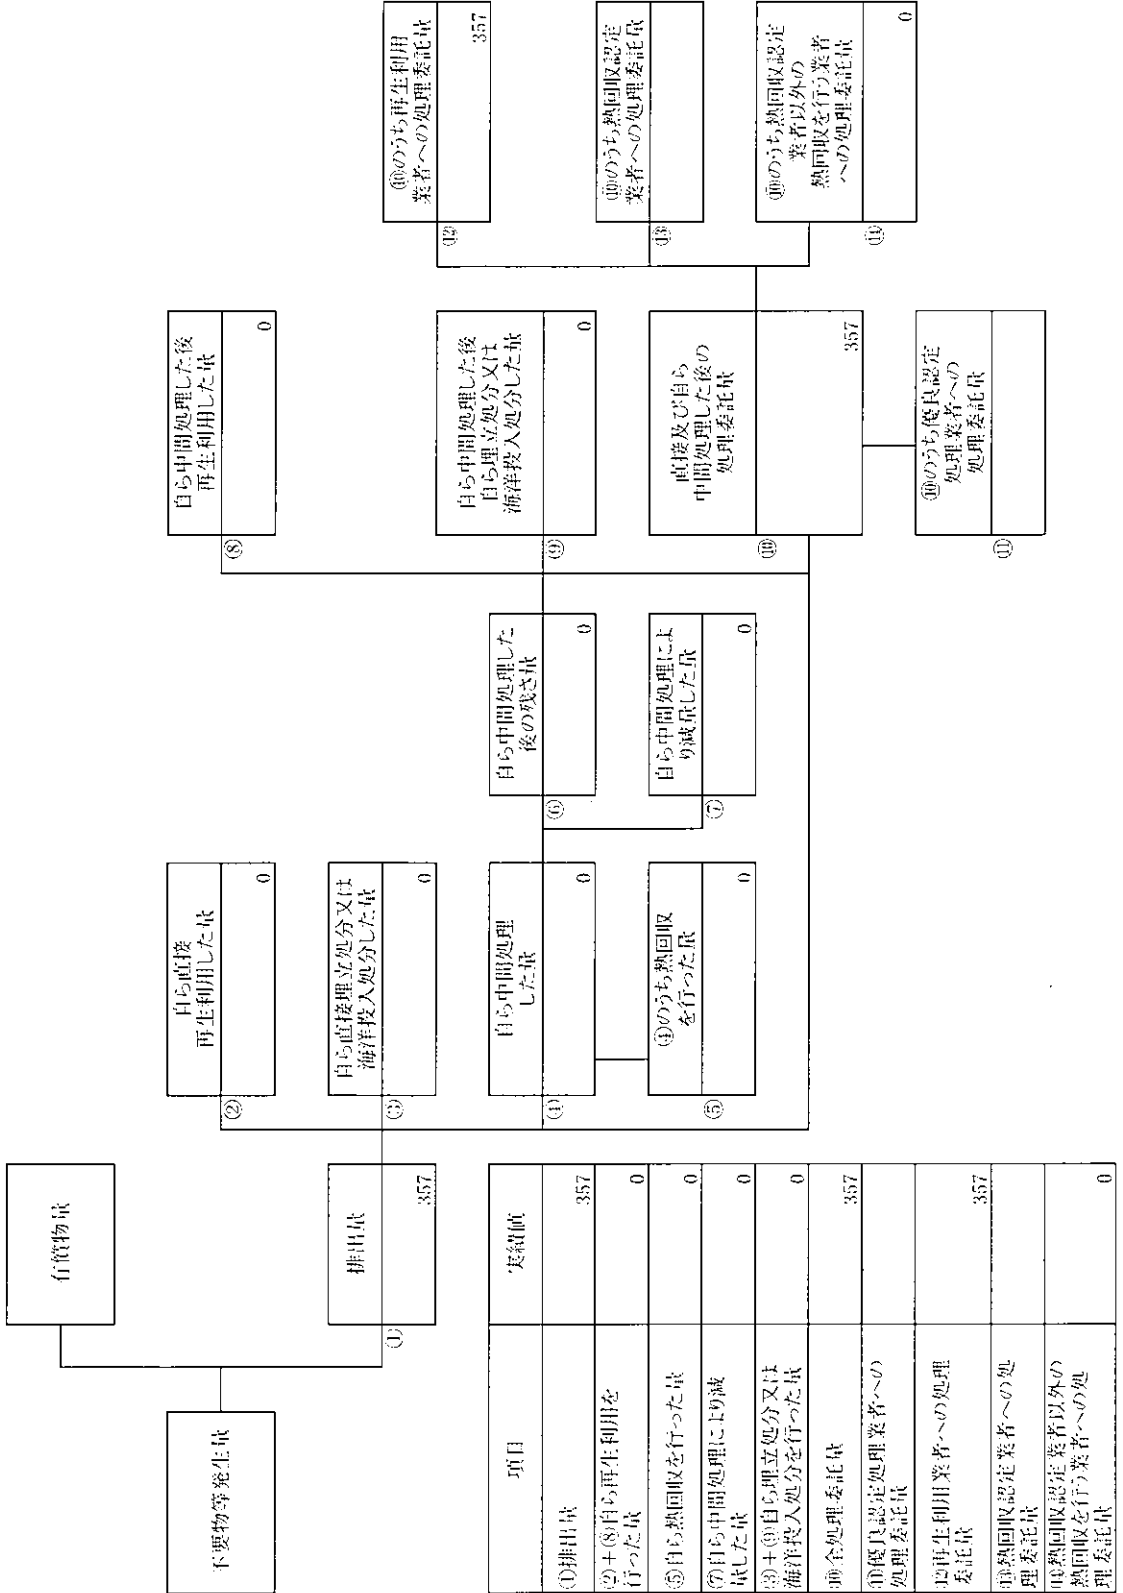 不要物等発生量
有償物量
①
排出量
357
②
自ら直接
再生利用した量
0
③
自ら直接埋立処分又は
海洋投入処分した量
0
④
自ら中間処理
した量
0
⑤
④のうち熱回収
を行った量
0
⑥
自ら中間処理した
後の残さ量
0
⑦
自ら中間処理によ
り減量した量
0
⑧
自ら中間処理した後
再生利用した量
0
⑨
自ら中間処理した後
自ら埋立処分又は
海洋投入処分した量
0
⑩
直接及び自ら
中間処理した後の
処理委託量
357
⑪
⑩のうち優良認定
処理業者への
処理委託量
⑫
⑩のうち再生利用
業者への処理委託量
357
⑬
⑩のうち熱回収認定
業者への処理委託量
⑭
⑩のうち熱回収認定
業者以外の
熱回収を行う業者
への処理委託量
0
項目 実績値
①排出量 357
②+⑧自ら再生利用を
行った量 0
⑤自ら熱回収を行った量 0
⑦自ら中間処理により減
量した量 0
③+⑨自ら埋立処分又は
海洋投入処分を行った量 0
⑩全処理委託量 357
⑪優良認定処理業者への
処理委託量
⑫再生利用業者への処理
委託量 357
⑬熱回収認定業者への処
理委託量
⑭熱回収認定業者以外の
熱回収を行う業者への処
理委託量 0